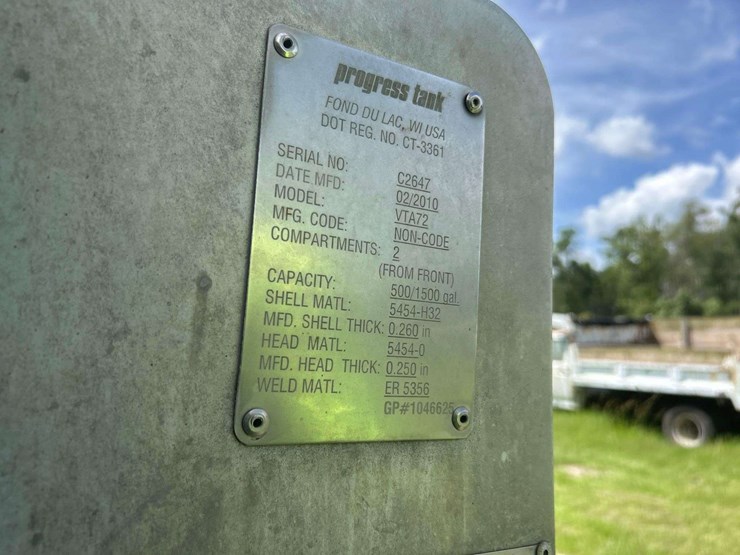 progress tank
FOND DU LAC, WI USA
DOT REG. NO. CT-3361
SERIAL NO: C2647
DATE MFD: 02/2010
MODEL: VTA72
MFG. CODE: NON-CODE
COMPARTMENTS: 2
(FROM FRONT)
CAPACITY: 500/1500 gal.
SHELL MATL: 5454-H32
MFD. SHELL THICK: 0.260 in
HEAD MATL: 5454-0
MFD. HEAD THICK: 0.250 in
WELD MATL: ER 5356
GP#1046625